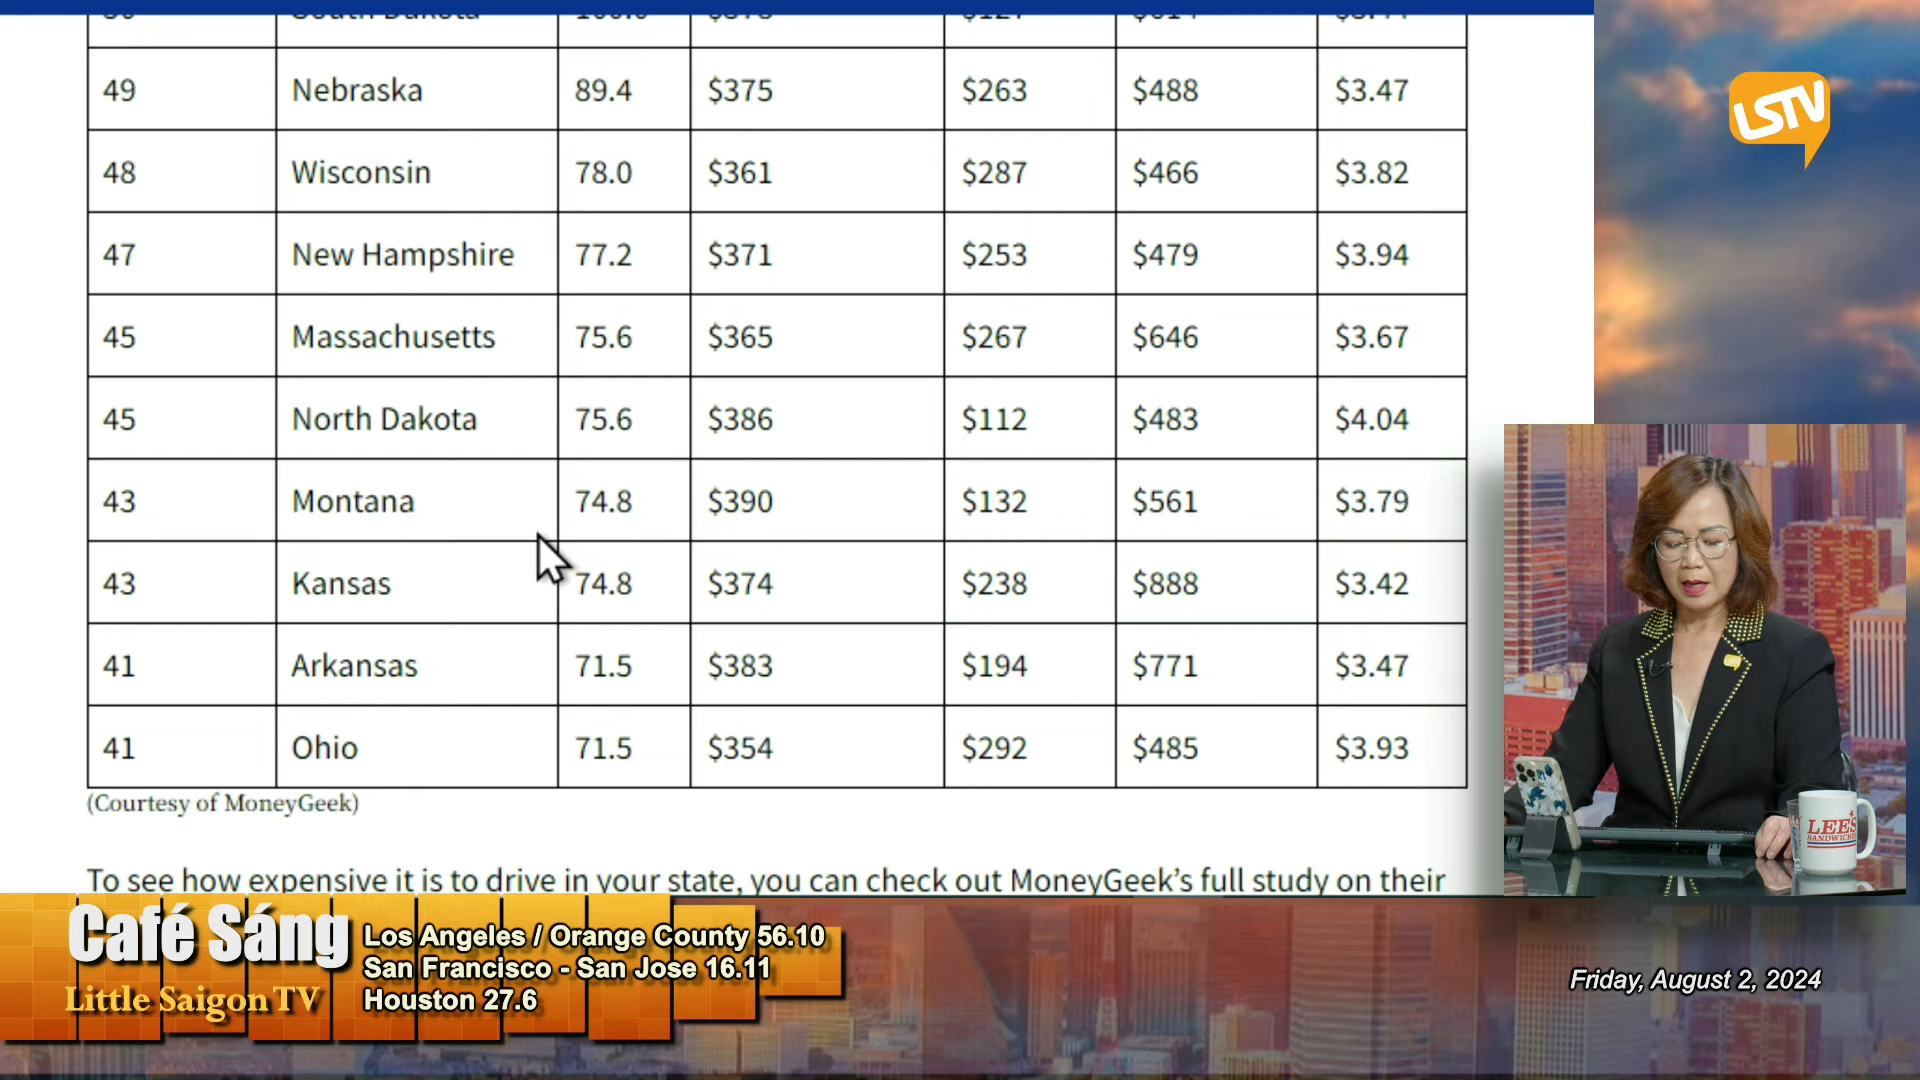 49 Nebraska 89.4 $375 $263 $488 $3.47
48 Wisconsin 78.0 $361 $287 $466 $3.82
47 New Hampshire 77.2 $371 $253 $479 $3.94
45 Massachusetts 75.6 $365 $267 $646 $3.67
45 North Dakota 75.6 $386 $112 $483 $4.04
43 Montana 74.8 $390 $132 $561 $3.79
43 Kansas 74.8 $374 $238 $888 $3.42
41 Arkansas 71.5 $383 $194 $771 $3.47
41 Ohio 71.5 $354 $292 $485 $3.93
(Courtesy of MoneyGeek)
To see how expensive it is to drive in your state, you can check out MoneyGeek's full study on their
LSTV
LEE'S
SANDWICHES
Café Sáng
Little Saigon TV
Los Angeles / Orange County 56.10
San Francisco - San Jose 16.11
Houston 27.6
Friday, August 2, 2024